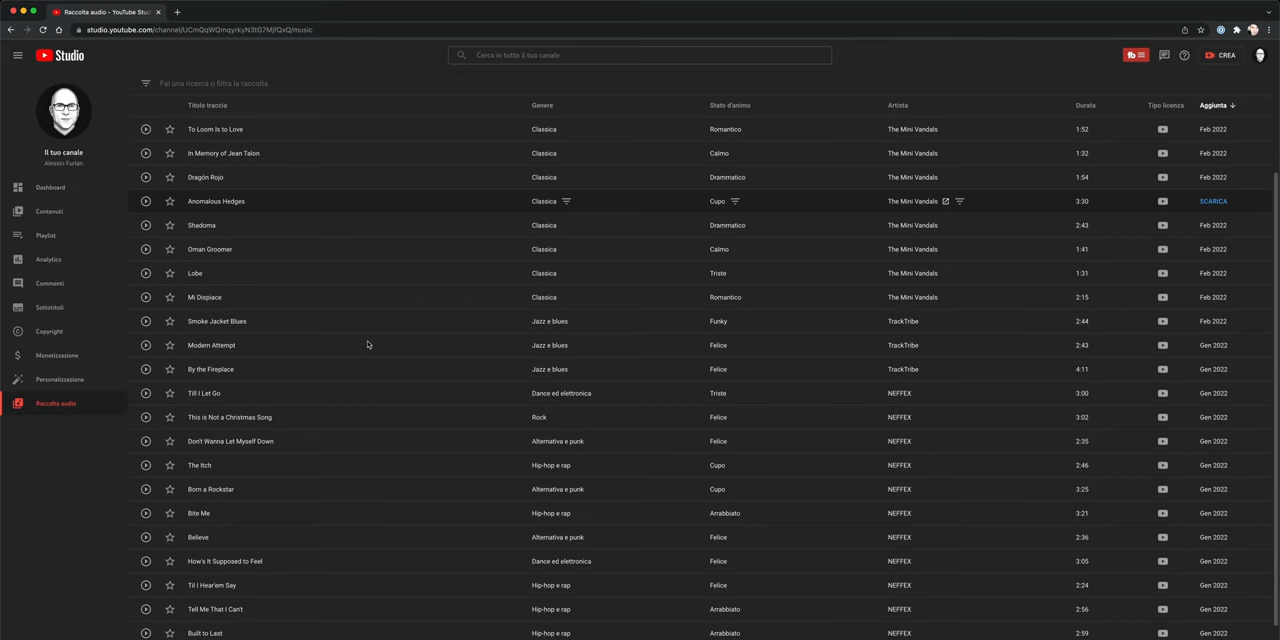 Raccolta audio - YouTube Stu
studio.youtube.com/channel/UCmQqWQmqyrkyN3tG7MjfQxQ/music
Studio
Cerca in tutto il tuo canale
CREA
Il tuo canale
Alessio Furlan
Dashboard
Contenuti
Playlist
Analytics
Commenti
Sottotitoli
Copyright
Monetizzazione
Personalizzazione
Raccolta audio
Fai una ricerca o filtra la raccolta
Titolo traccia Genere Stato d'animo Artista Durata Tipo licenza Aggiunta
To Loom Is to Love Classica Romantico The Mini Vandals 1:52 Feb 2022
In Memory of Jean Talon Classica Calmo The Mini Vandals 1:32 Feb 2022
Dragón Rojo Classica Drammatico The Mini Vandals 1:54 Feb 2022
Anomalous Hedges Classica Cupo The Mini Vandals 3:30 SCARICA
Shadoma Classica Drammatico The Mini Vandals 2:43 Feb 2022
Oman Groomer Classica Calmo The Mini Vandals 1:41 Feb 2022
Lobe Classica Triste The Mini Vandals 1:31 Feb 2022
Mi Dispiace Classica Romantico The Mini Vandals 2:15 Feb 2022
Smoke Jacket Blues Jazz e blues Funky TrackTribe 2:44 Feb 2022
Modern Attempt Jazz e blues Felice TrackTribe 2:43 Gen 2022
By the Fireplace Jazz e blues Felice TrackTribe 4:11 Gen 2022
Till I Let Go Dance ed elettronica Triste NEFFEX 3:00 Gen 2022
This is Not a Christmas Song Rock Felice NEFFEX 3:02 Gen 2022
Don't Wanna Let Myself Down Alternativa e punk Felice NEFFEX 2:35 Gen 2022
The Itch Hip-hop e rap Cupo NEFFEX 2:46 Gen 2022
Born a Rockstar Alternativa e punk Cupo NEFFEX 3:25 Gen 2022
Bite Me Hip-hop e rap Arrabbiato NEFFEX 3:21 Gen 2022
Believe Alternativa e punk Felice NEFFEX 2:36 Gen 2022
How's It Supposed to Feel Dance ed elettronica Felice NEFFEX 3:05 Gen 2022
Til I Hear'em Say Hip-hop e rap Felice NEFFEX 2:24 Gen 2022
Tell Me That I Can't Hip-hop e rap Arrabbiato NEFFEX 2:56 Gen 2022
Built to Last Hip-hop e rap Arrabbiato NEFFEX 2:59 Gen 2022